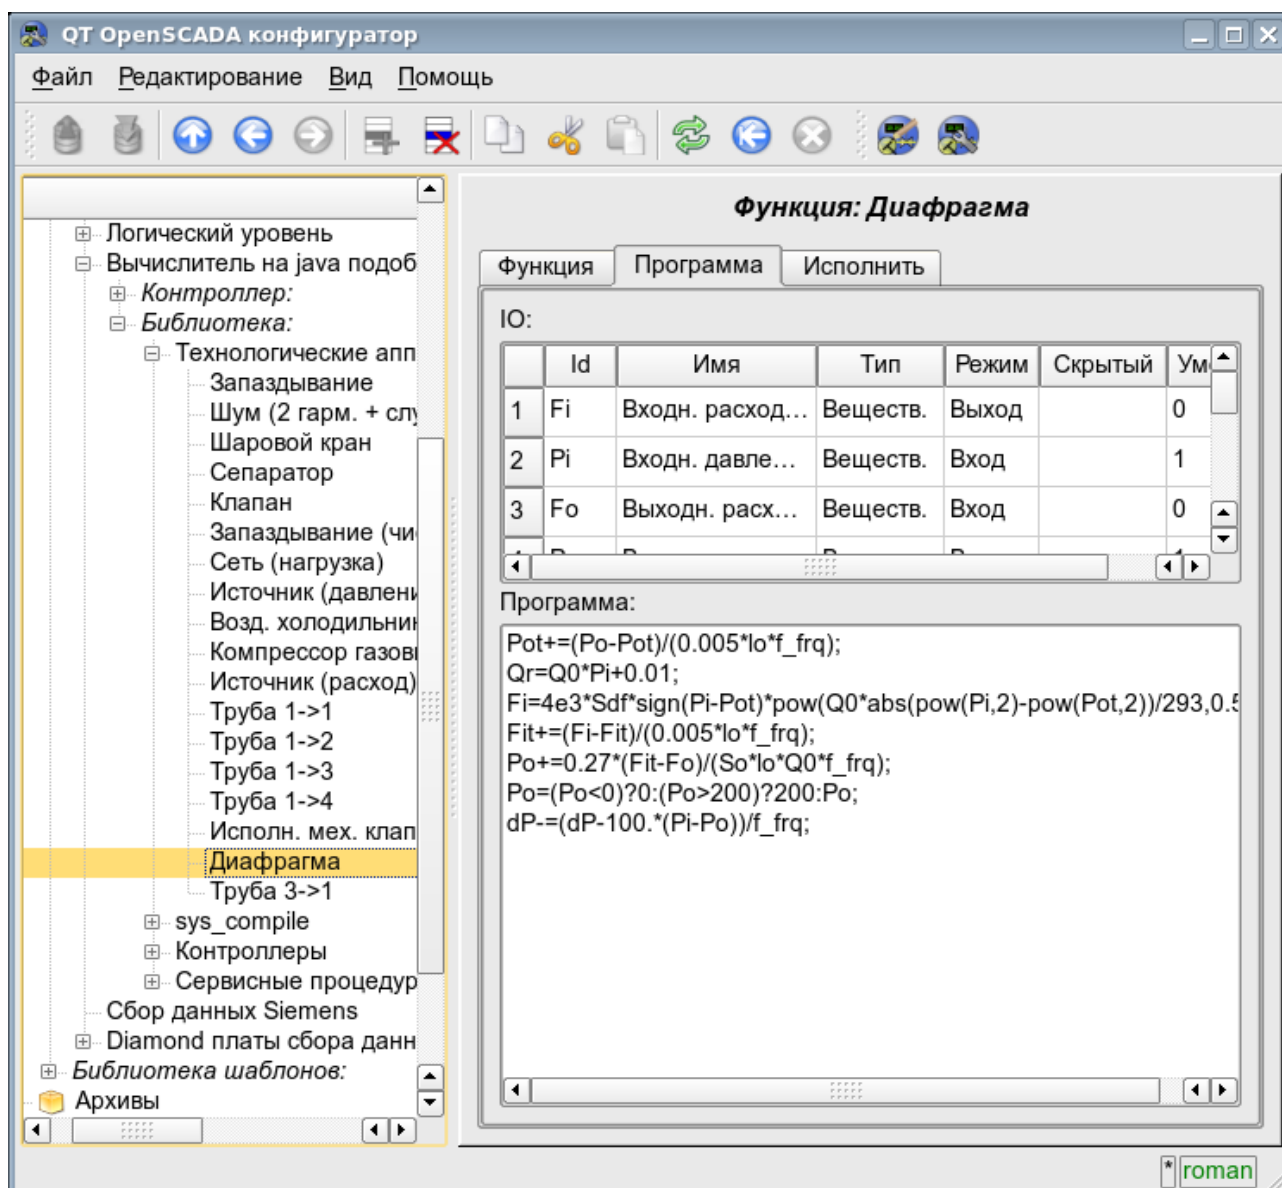 QT OpenSCADA конфигуратор
Файл Редактирование Вид Помощь
Логический уровень
Вычислитель на java подоб
Контроллер:
Библиотека:
Технологические апп
Запаздывание
Шум (2 гарм. + слу
Шаровой кран
Сепаратор
Клапан
Запаздывание (чи
Сеть (нагрузка)
Источник (давлени
Возд. холодильник
Компрессор газовы
Источник (расход)
Труба 1->1
Труба 1->2
Труба 1->3
Труба 1->4
Исполн. мех. клап
Диафрагма
Труба 3->1
sys_compile
Контроллеры
Сервисные процедур
Сбор данных Siemens
Diamond платы сбора данн
Библиотека шаблонов:
Архивы
Функция: Диафрагма
Функция Программа Исполнить
IO:
Id Имя Тип Режим Скрытый Умо
1 Fi Входн. расход... Веществ. Выход 0
2 Pi Входн. давле... Веществ. Вход 1
3 Fo Выходн. расх... Веществ. Вход 0
Программа:
Pot+=(Po-Pot)/(0.005*lo*f_frq);
Qr=Q0*Pi+0.01;
Fi=4e3*Sdf*sign(Pi-Pot)*pow(Q0*abs(pow(Pi,2)-pow(Pot,2))/293,0.5
Fit+=(Fi-Fit)/(0.005*lo*f_frq);
Po+=0.27*(Fit-Fo)/(So*lo*Q0*f_frq);
Po=(Po<0)?0:(Po>200)?200:Po;
dP-=(dP-100.*(Pi-Po))/f_frq;
* roman